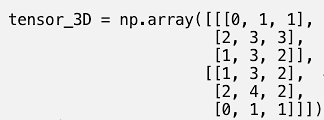 tensor_3D = np.array([[[0, 1, 1],
[2, 3, 3],
[1, 3, 2]],
[[1, 3, 2],
[2, 4, 2],
[0, 1, 1]]])